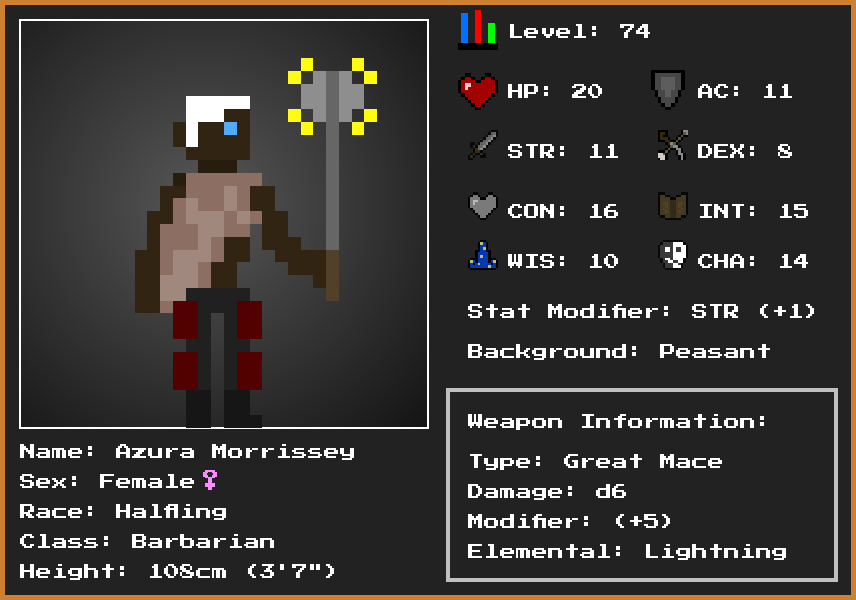 Level: 74
HP: 20 AC: 11
STR: 11 DEX: 8
CON: 16 INT: 15
WIS: 10 CHA: 14
Stat Modifier: STR (+1)
Background: Peasant
Weapon Information:
Type: Great Mace
Damage: d6
Modifier: (+5)
Elemental: Lightning
Name: Azura Morrissey
Sex: Female♀
Race: Halfling
Class: Barbarian
Height: 108cm (3'7")